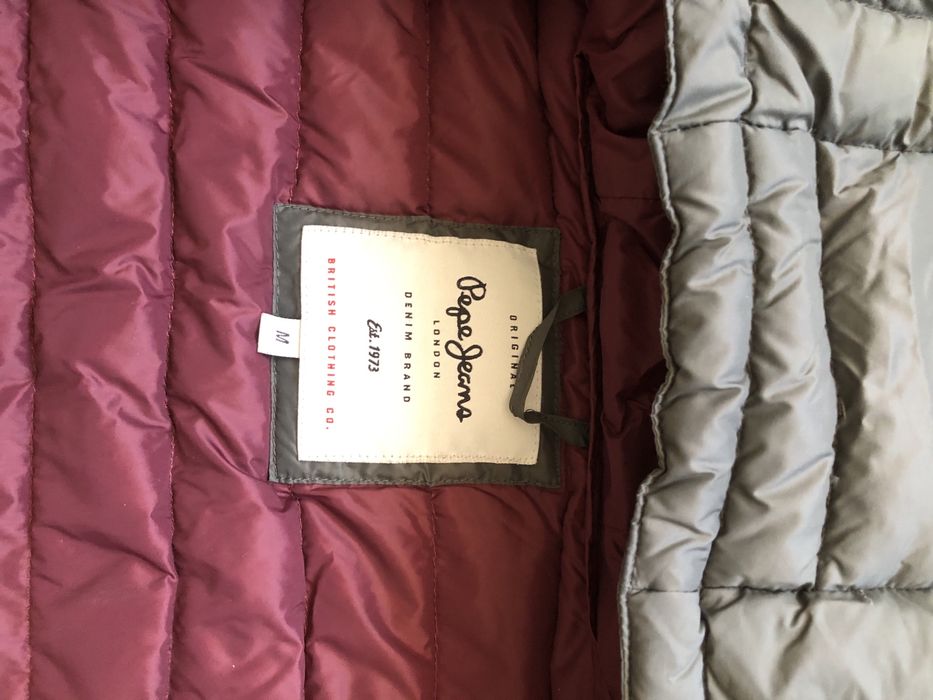 ORIGINAL
Pepe Jeans
LONDON
DENIM BRAND
Est. 1973
BRITISH CLOTHING CO.
M